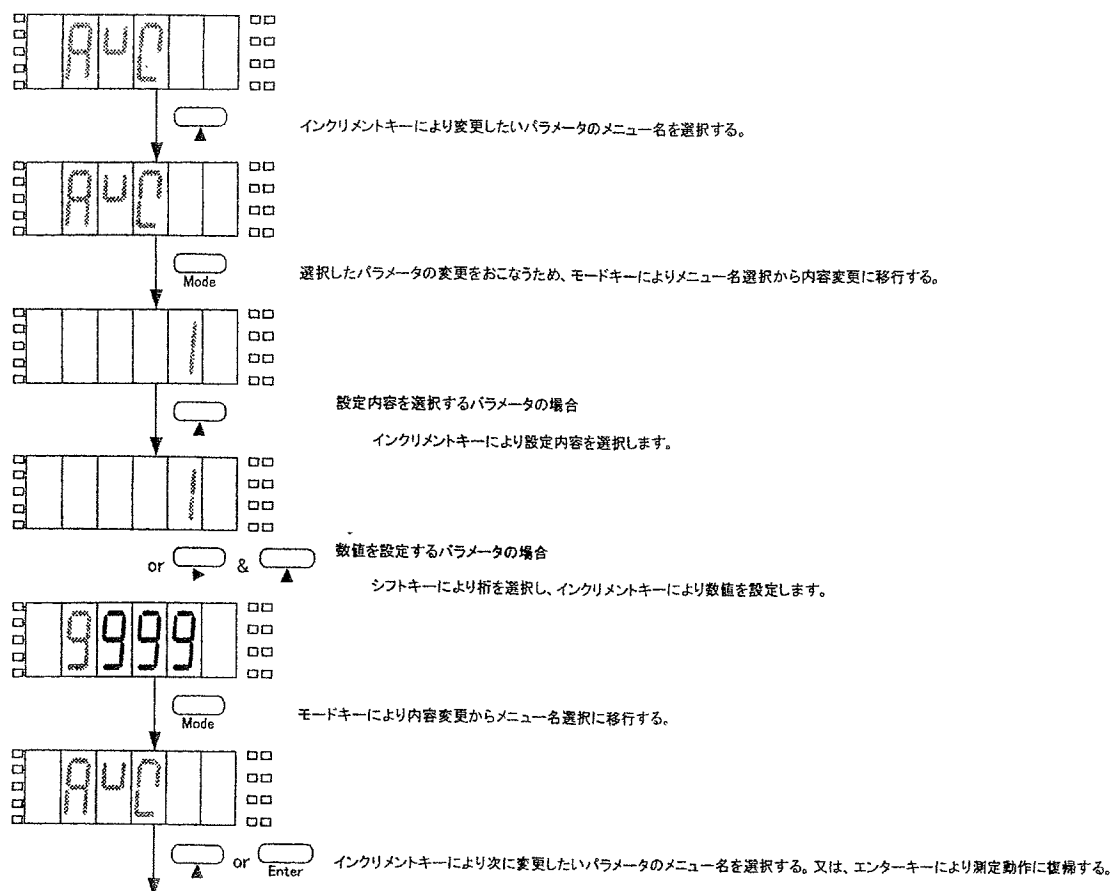 AuC
インクリメントキーにより変更したいパラメータのメニュー名を選択する。
AuC
Mode
選択したパラメータの変更をおこなうため、モードキーによりメニュー名選択から内容変更に移行する。
1
設定内容を選択するパラメータの場合
インクリメントキーにより設定内容を選択します。
1
or & 数値を設定するパラメータの場合
シフトキーにより桁を選択し、インクリメントキーにより数値を設定します。
9999
Mode
モードキーにより内容変更からメニュー名選択に移行する。
AuC
or Enter インクリメントキーにより次に変更したいパラメータのメニュー名を選択する。又は、エンターキーにより測定動作に復帰する。